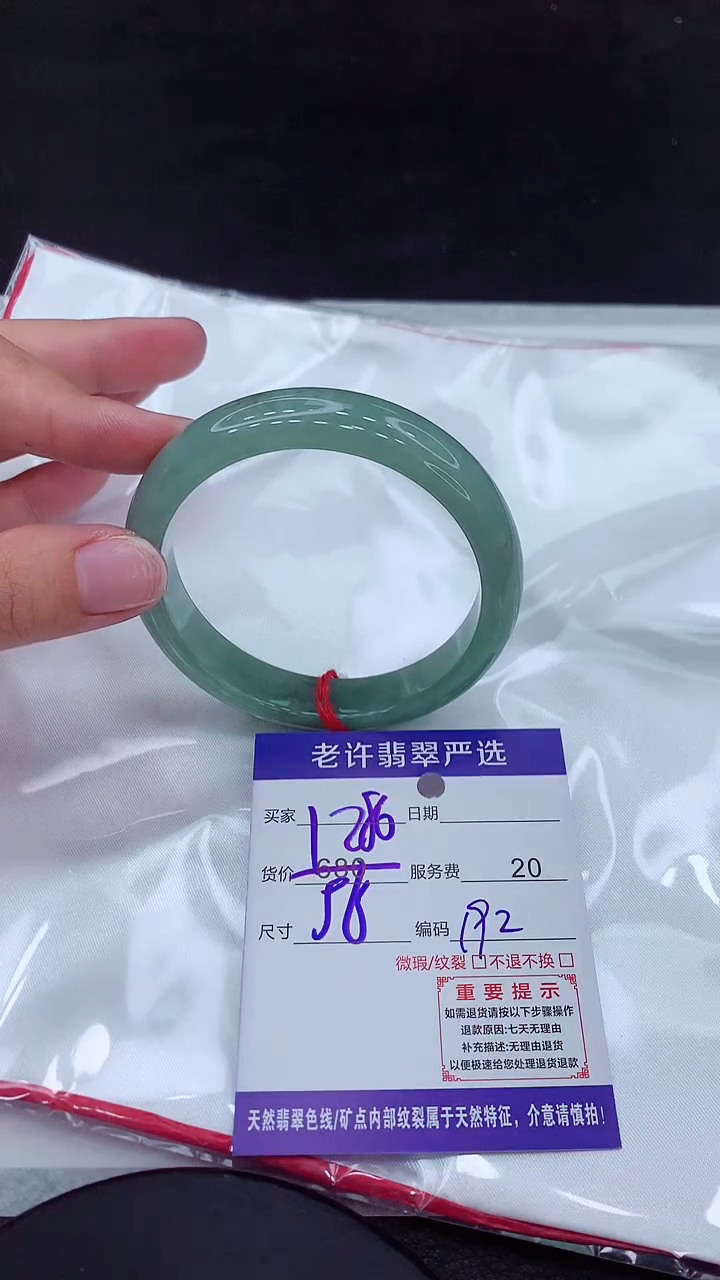 老许翡翠严选
买家 1286 日期
货价 680 服务费 20
尺寸 58 编码 192
微瑕/纹裂 □ 不退不换 □
重要提示
如需退货请按以下步骤操作
退款原因:七天无理由
补充描述:无理由退货
以便极速给您处理退货退款
天然翡翠色线/矿点内部纹裂属于天然特征，介意请慎拍！